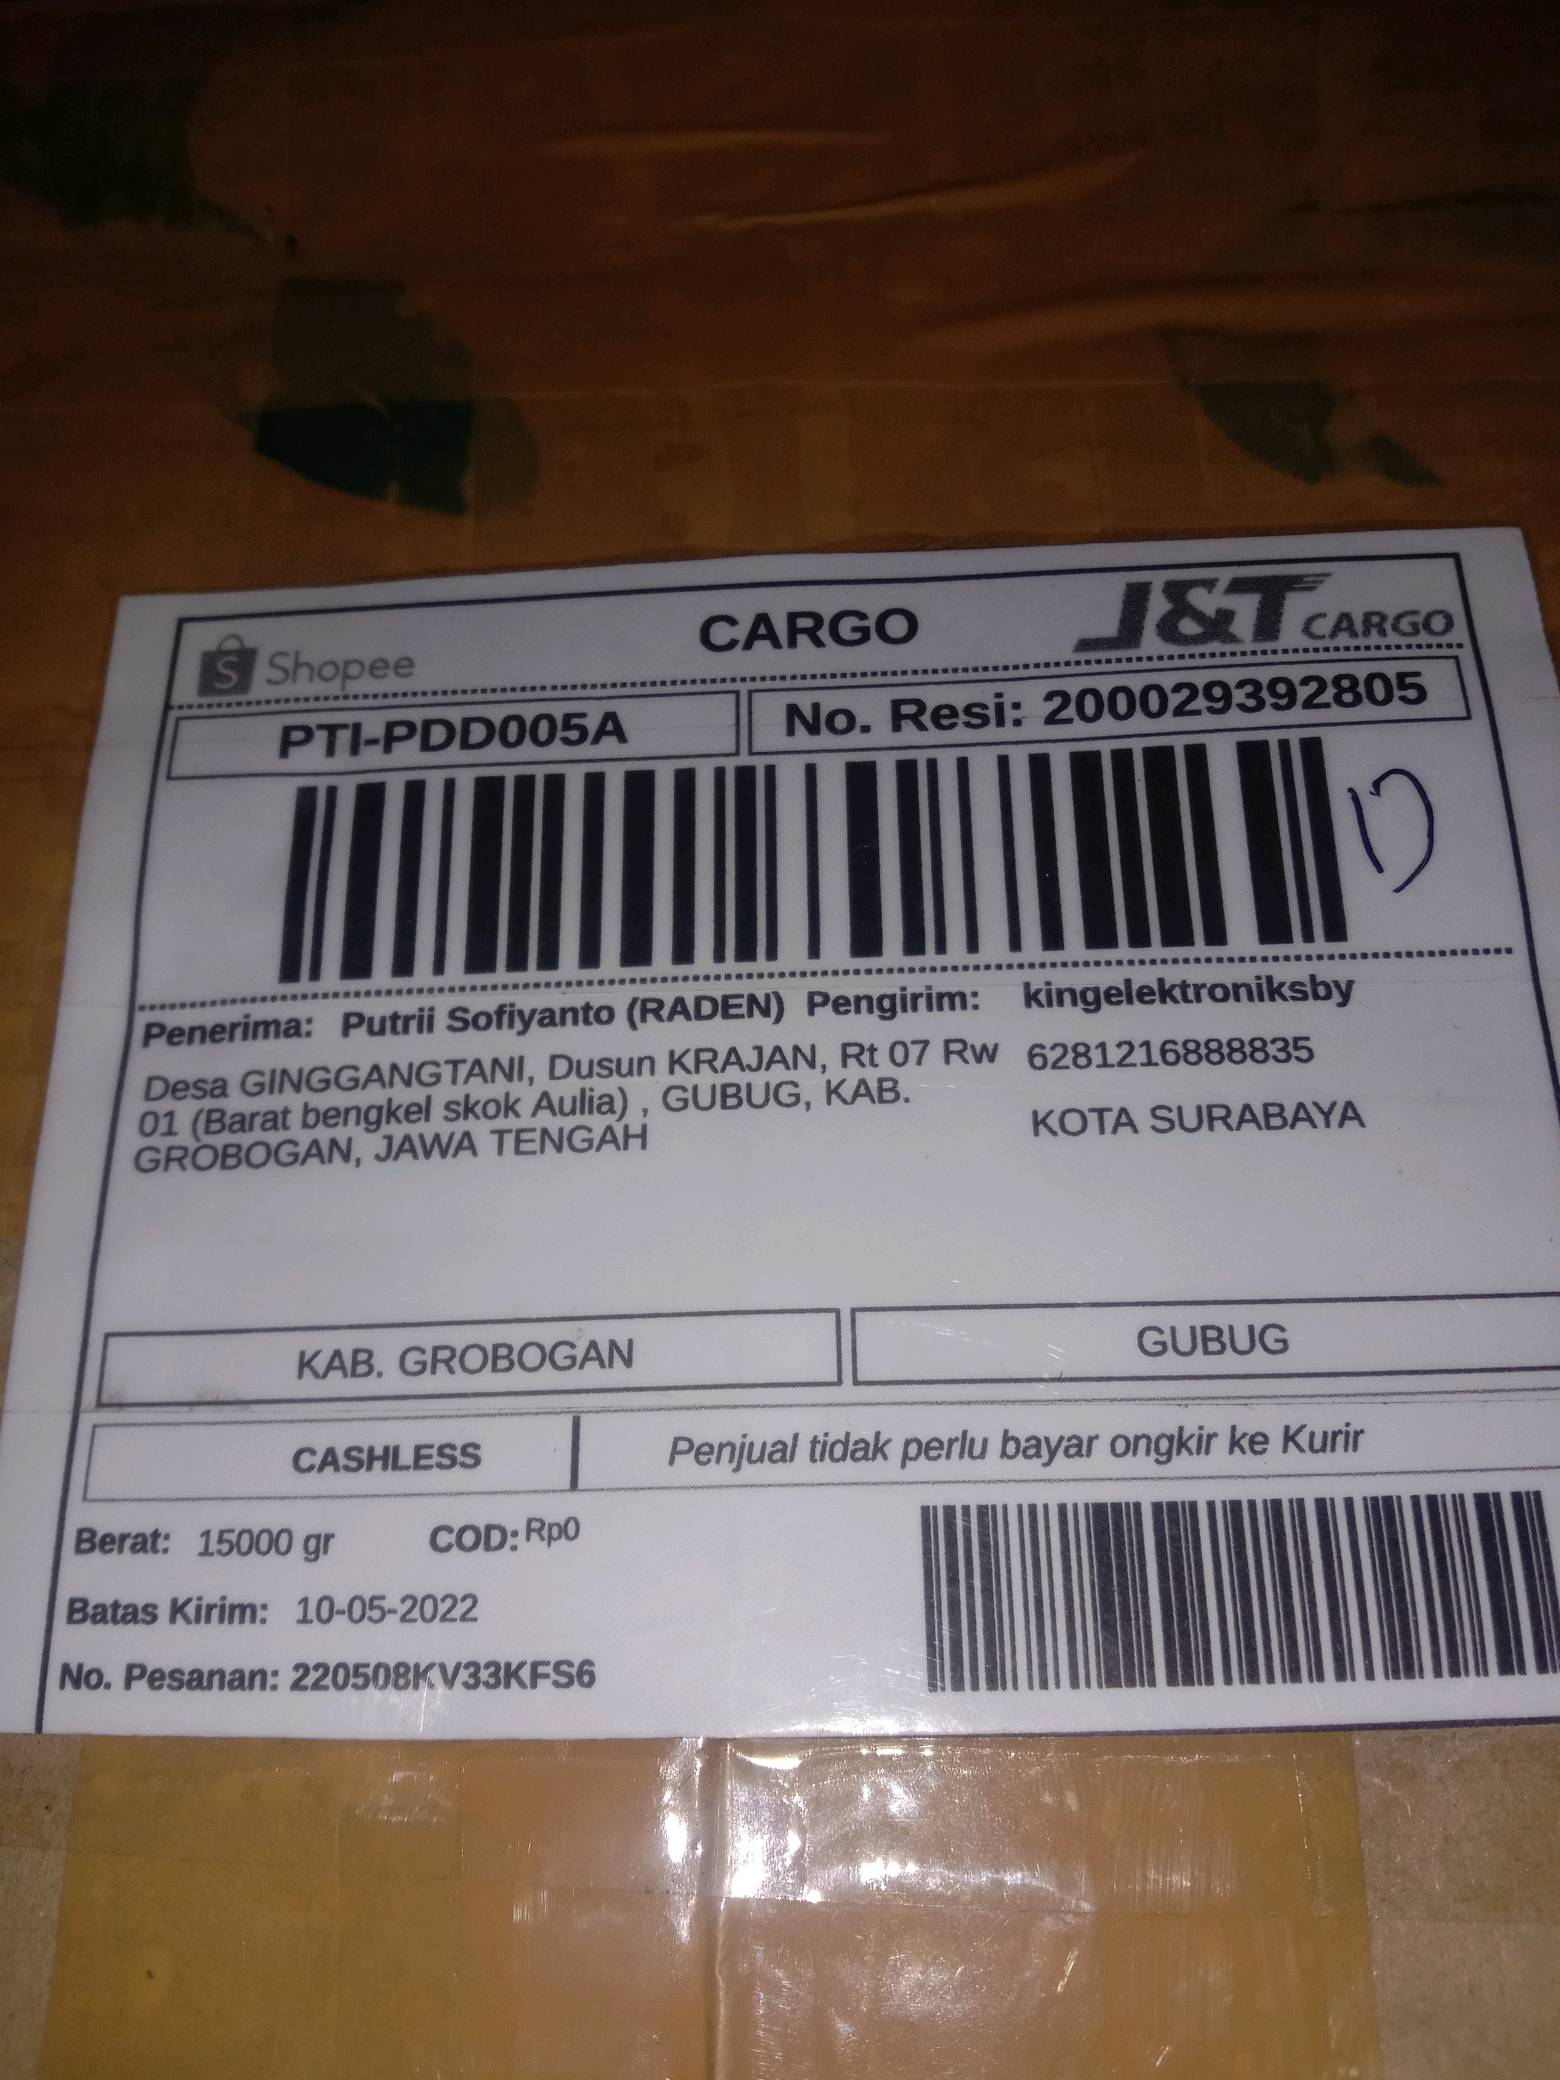 Shopee CARGO J&T CARGO
PTI-PDD005A No. Resi: 200029392805
Penerima: Putrii Sofiyanto (RADEN) Pengirim: kingelektroniksby
Desa GINGGANGTANI, Dusun KRAJAN, Rt 07 Rw 6281216888835
01 (Barat bengkel skok Aulia) , GUBUG, KAB.
GROBOGAN, JAWA TENGAH KOTA SURABAYA
KAB. GROBOGAN GUBUG
CASHLESS Penjual tidak perlu bayar ongkir ke Kurir
Berat: 15000 gr COD: Rp0
Batas Kirim: 10-05-2022
No. Pesanan: 220508KV33KFS6